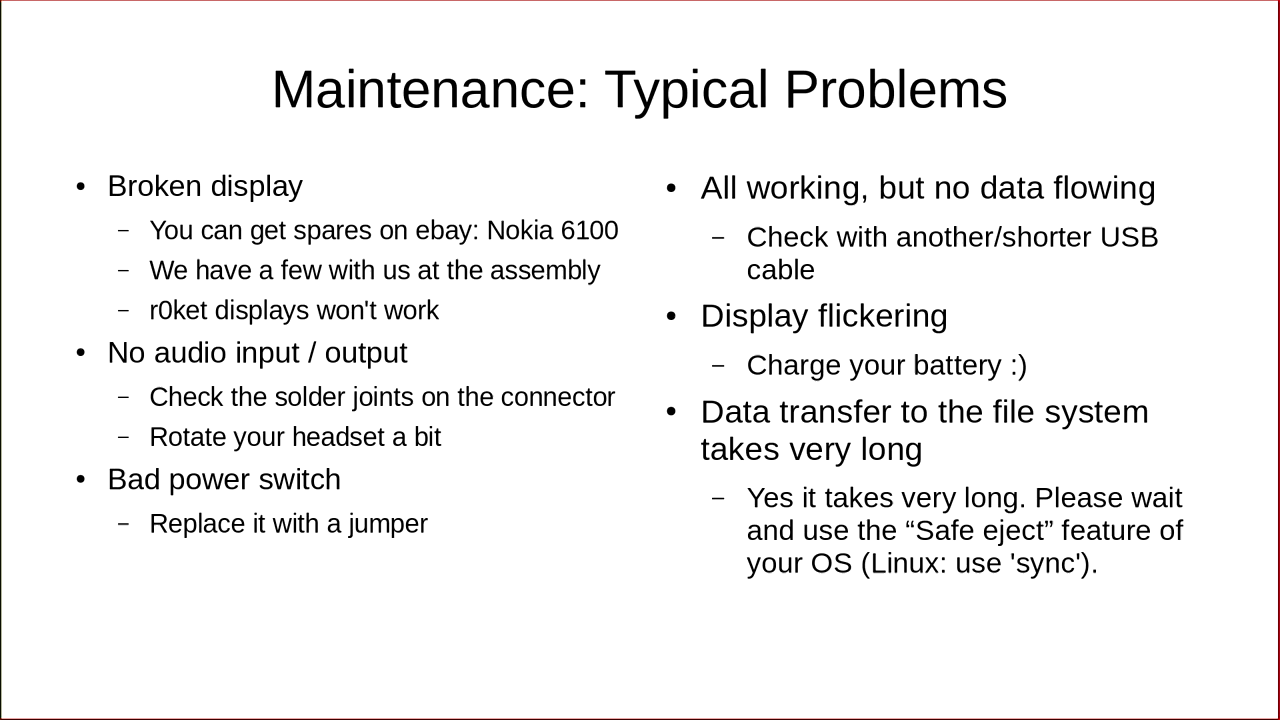 Maintenance: Typical Problems
• Broken display
– You can get spares on ebay: Nokia 6100
– We have a few with us at the assembly
– r0ket displays won't work
• No audio input / output
– Check the solder joints on the connector
– Rotate your headset a bit
• Bad power switch
– Replace it with a jumper
• All working, but no data flowing
– Check with another/shorter USB
cable
• Display flickering
– Charge your battery :)
• Data transfer to the file system
takes very long
– Yes it takes very long. Please wait
and use the “Safe eject” feature of
your OS (Linux: use 'sync').